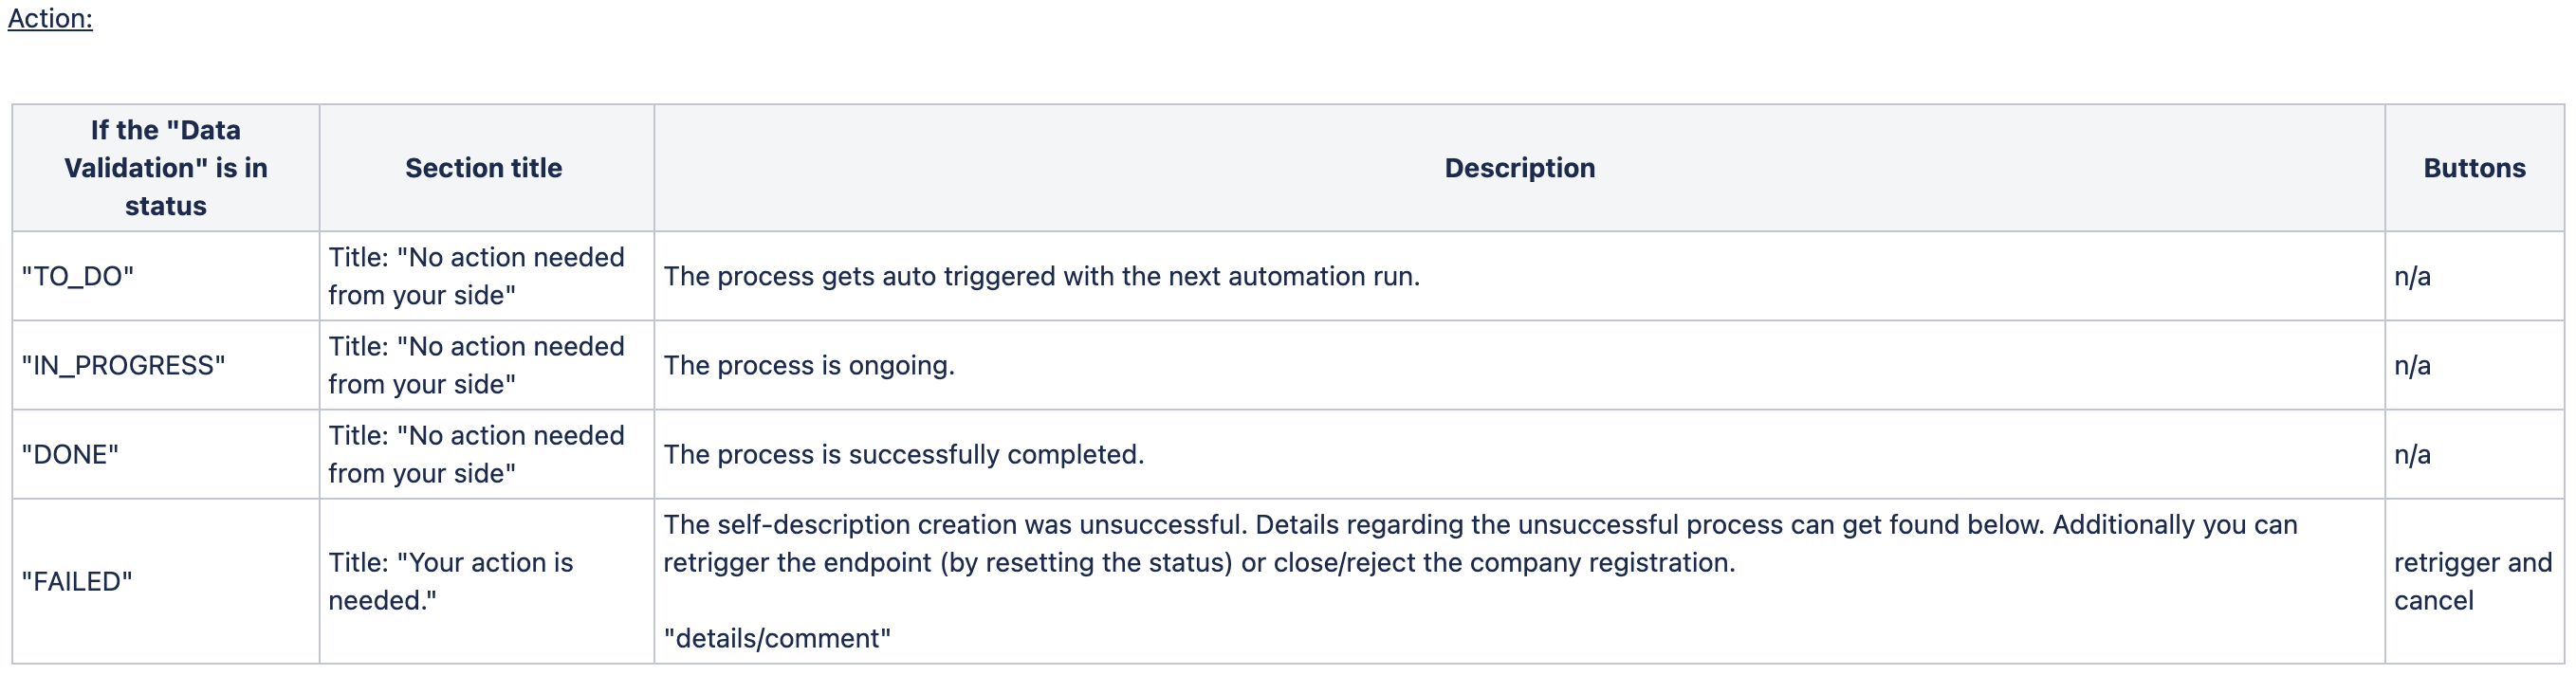 Action:
If the "Data
Validation" is in
status
Section title
Description
Buttons
"TO_DO"
Title: "No action needed
from your side"
The process gets auto triggered with the next automation run.
n/a
"IN_PROGRESS"
Title: "No action needed
from your side"
The process is ongoing.
n/a
"DONE"
Title: "No action needed
from your side"
The process is successfully completed.
n/a
"FAILED"
Title: "Your action is
needed."
The self-description creation was unsuccessful. Details regarding the unsuccessful process can get found below. Additionally you can
retrigger the endpoint (by resetting the status) or close/reject the company registration.
"details/comment"
retrigger and
cancel